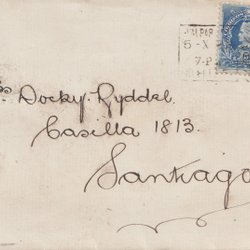 Docky. Ryddel.
Casilla 1813.
Santiago